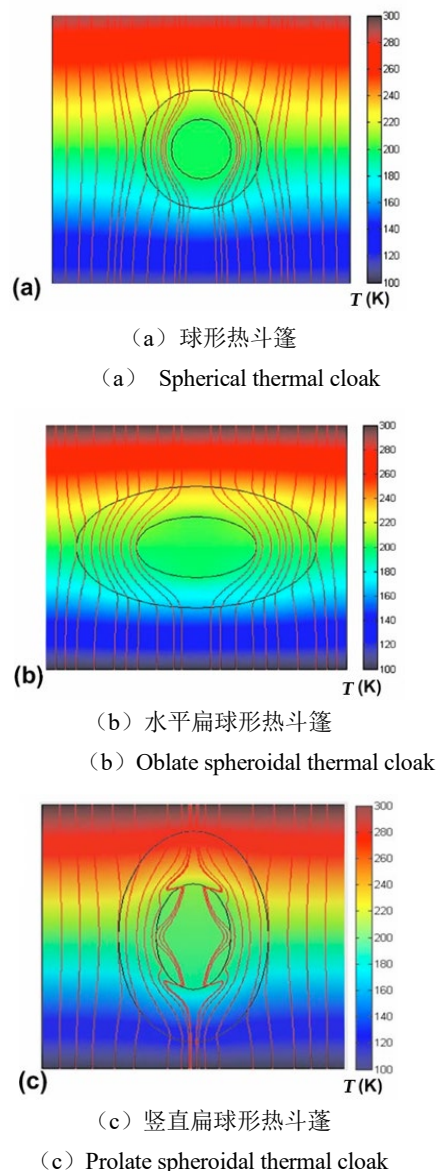 300
280
260
240
220
200
180
160
140
120
100
(a)
T (K)
（a）球形热斗篷
（a） Spherical thermal cloak
300
280
260
240
220
200
180
160
140
120
100
(b)
T (K)
（b）水平扁球形热斗篷
（b）Oblate spheroidal thermal cloak
300
280
260
240
220
200
180
160
140
120
100
(c)
T (K)
（c）竖直扁球形热斗篷
（c）Prolate spheroidal thermal cloak